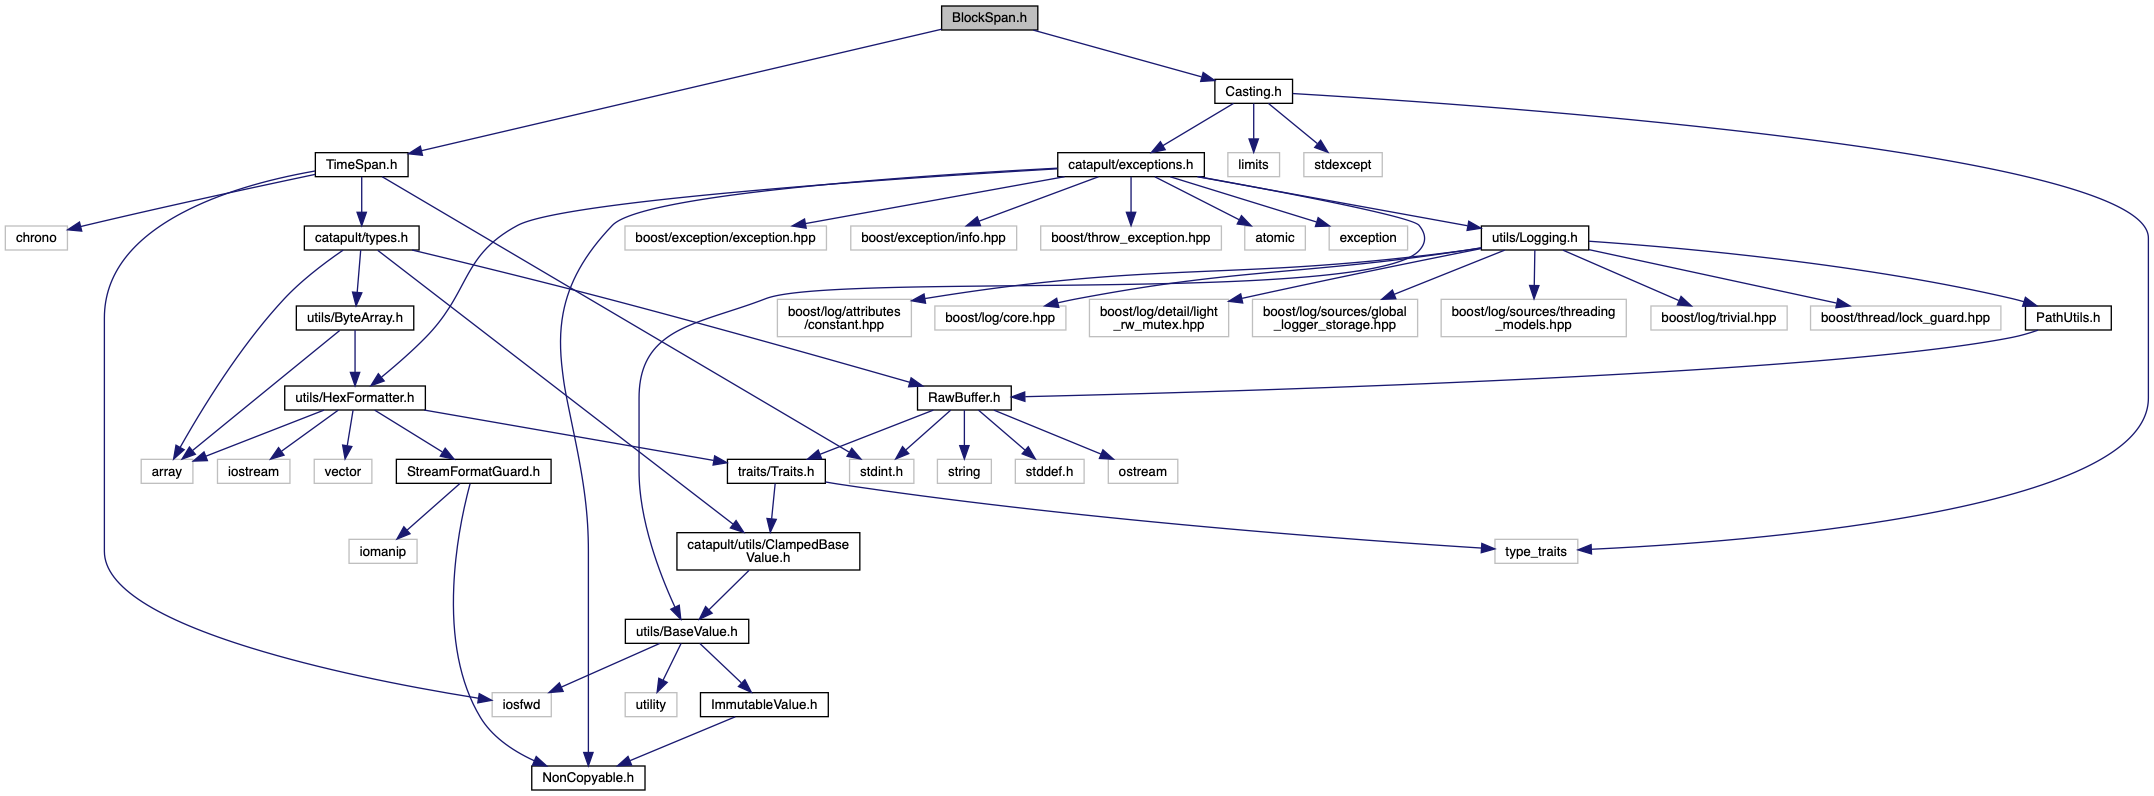 BlockSpan.h
Casting.h
TimeSpan.h
catapult/exceptions.h
limits
stdexcept
chrono
catapult/types.h
boost/exception/exception.hpp
boost/exception/info.hpp
boost/throw_exception.hpp
atomic
exception
utils/Logging.h
utils/ByteArray.h
boost/log/attributes
/constant.hpp
boost/log/core.hpp
boost/log/detail/light
_rw_mutex.hpp
boost/log/sources/global
_logger_storage.hpp
boost/log/sources/threading
_models.hpp
boost/log/trivial.hpp
boost/thread/lock_guard.hpp
PathUtils.h
utils/HexFormatter.h
RawBuffer.h
array
iostream
vector
StreamFormatGuard.h
traits/Traits.h
stdint.h
string
stddef.h
ostream
iomanip
catapult/utils/ClampedBase
Value.h
type_traits
utils/BaseValue.h
iosfwd
utility
ImmutableValue.h
NonCopyable.h